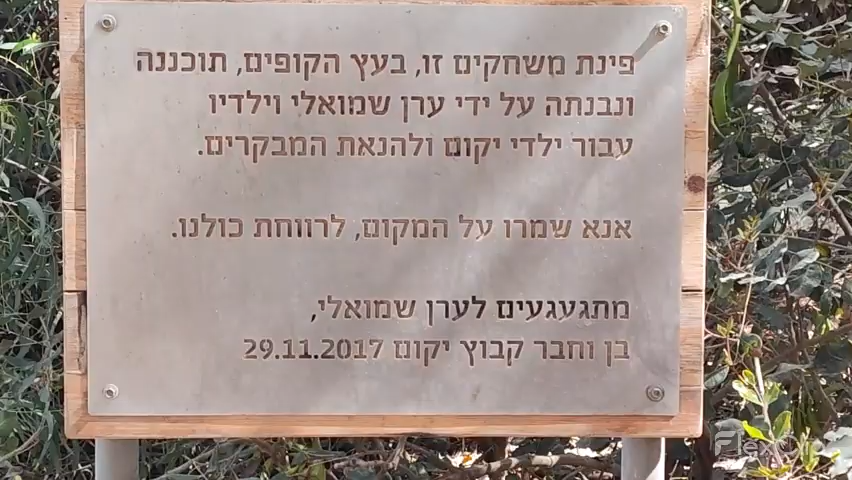 פינת משחקים זו, בעץ הקופים, תוכננה
ונבנתה על ידי ערן שמואלי וילדיו
עבור ילדי יקום ולהנאת המבקרים.
אנא שמרו על המקום, לרווחת כולנו.
מתגעגעים לערן שמואלי,
בן וחבר קבוץ יקום 29.11.2017